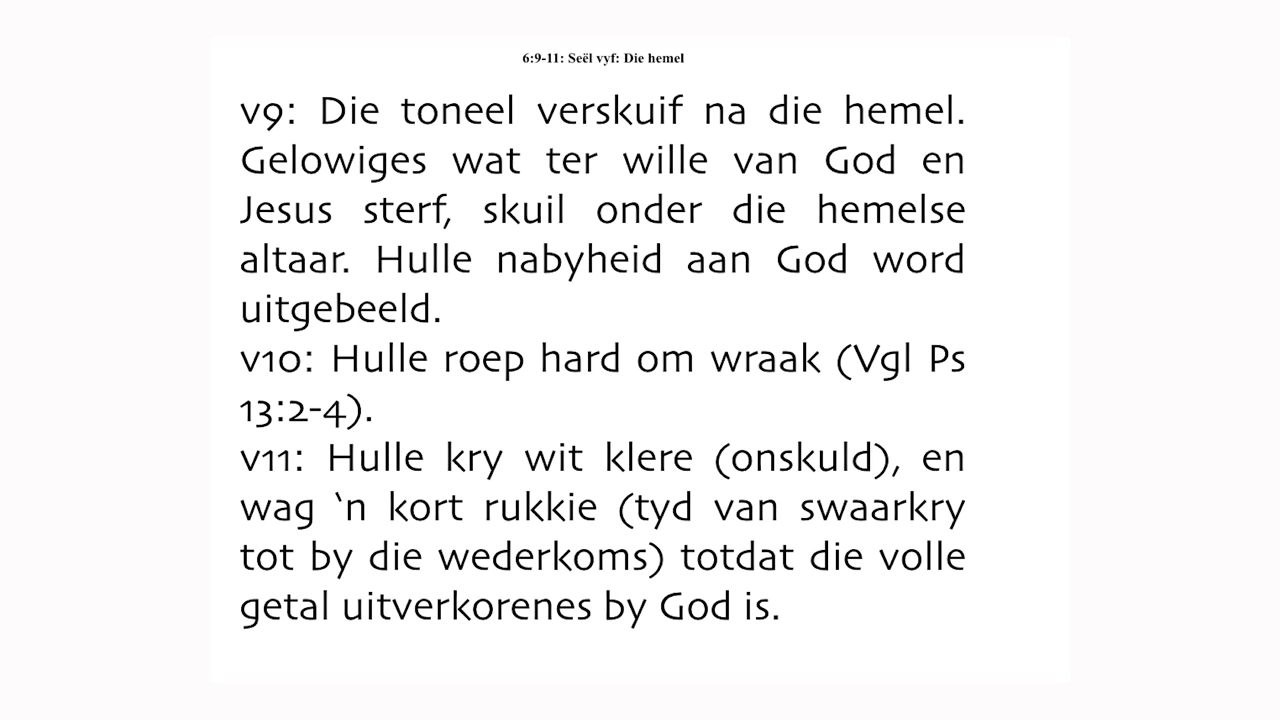 6:9-11: Seël vyf: Die hemel
v9: Die toneel verskuif na die hemel.
Gelowiges wat ter wille van God en
Jesus sterf, skuil onder die hemelse
altaar. Hulle nabyheid aan God word
uitgebeeld.
v10: Hulle roep hard om wraak (Vgl Ps
13:2-4).
v11: Hulle kry wit klere (onskuld), en
wag ‘n kort rukkie (tyd van swaarkry
tot by die wederkoms) totdat die volle
getal uitverkorenes by God is.